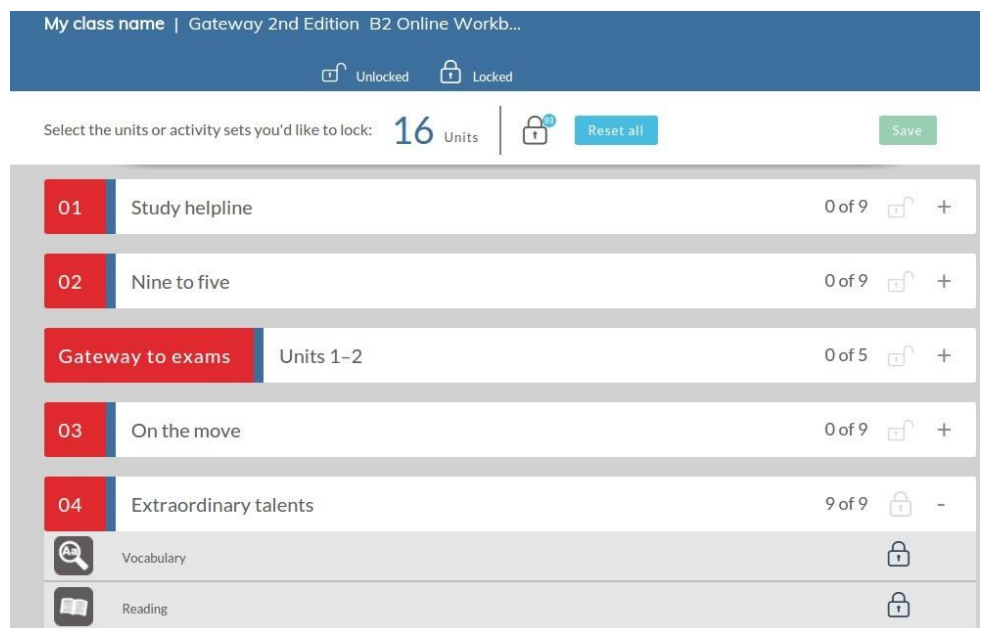 My class name | Gateway 2nd Edition B2 Online Workb...
Unlocked Locked
Select the units or activity sets you'd like to lock: 16 Units 93 Reset all Save
01 Study helpline 0 of 9 +
02 Nine to five 0 of 9 +
Gateway to exams Units 1–2 0 of 5 +
03 On the move 0 of 9 +
04 Extraordinary talents 9 of 9 -
Aa Vocabulary
Reading